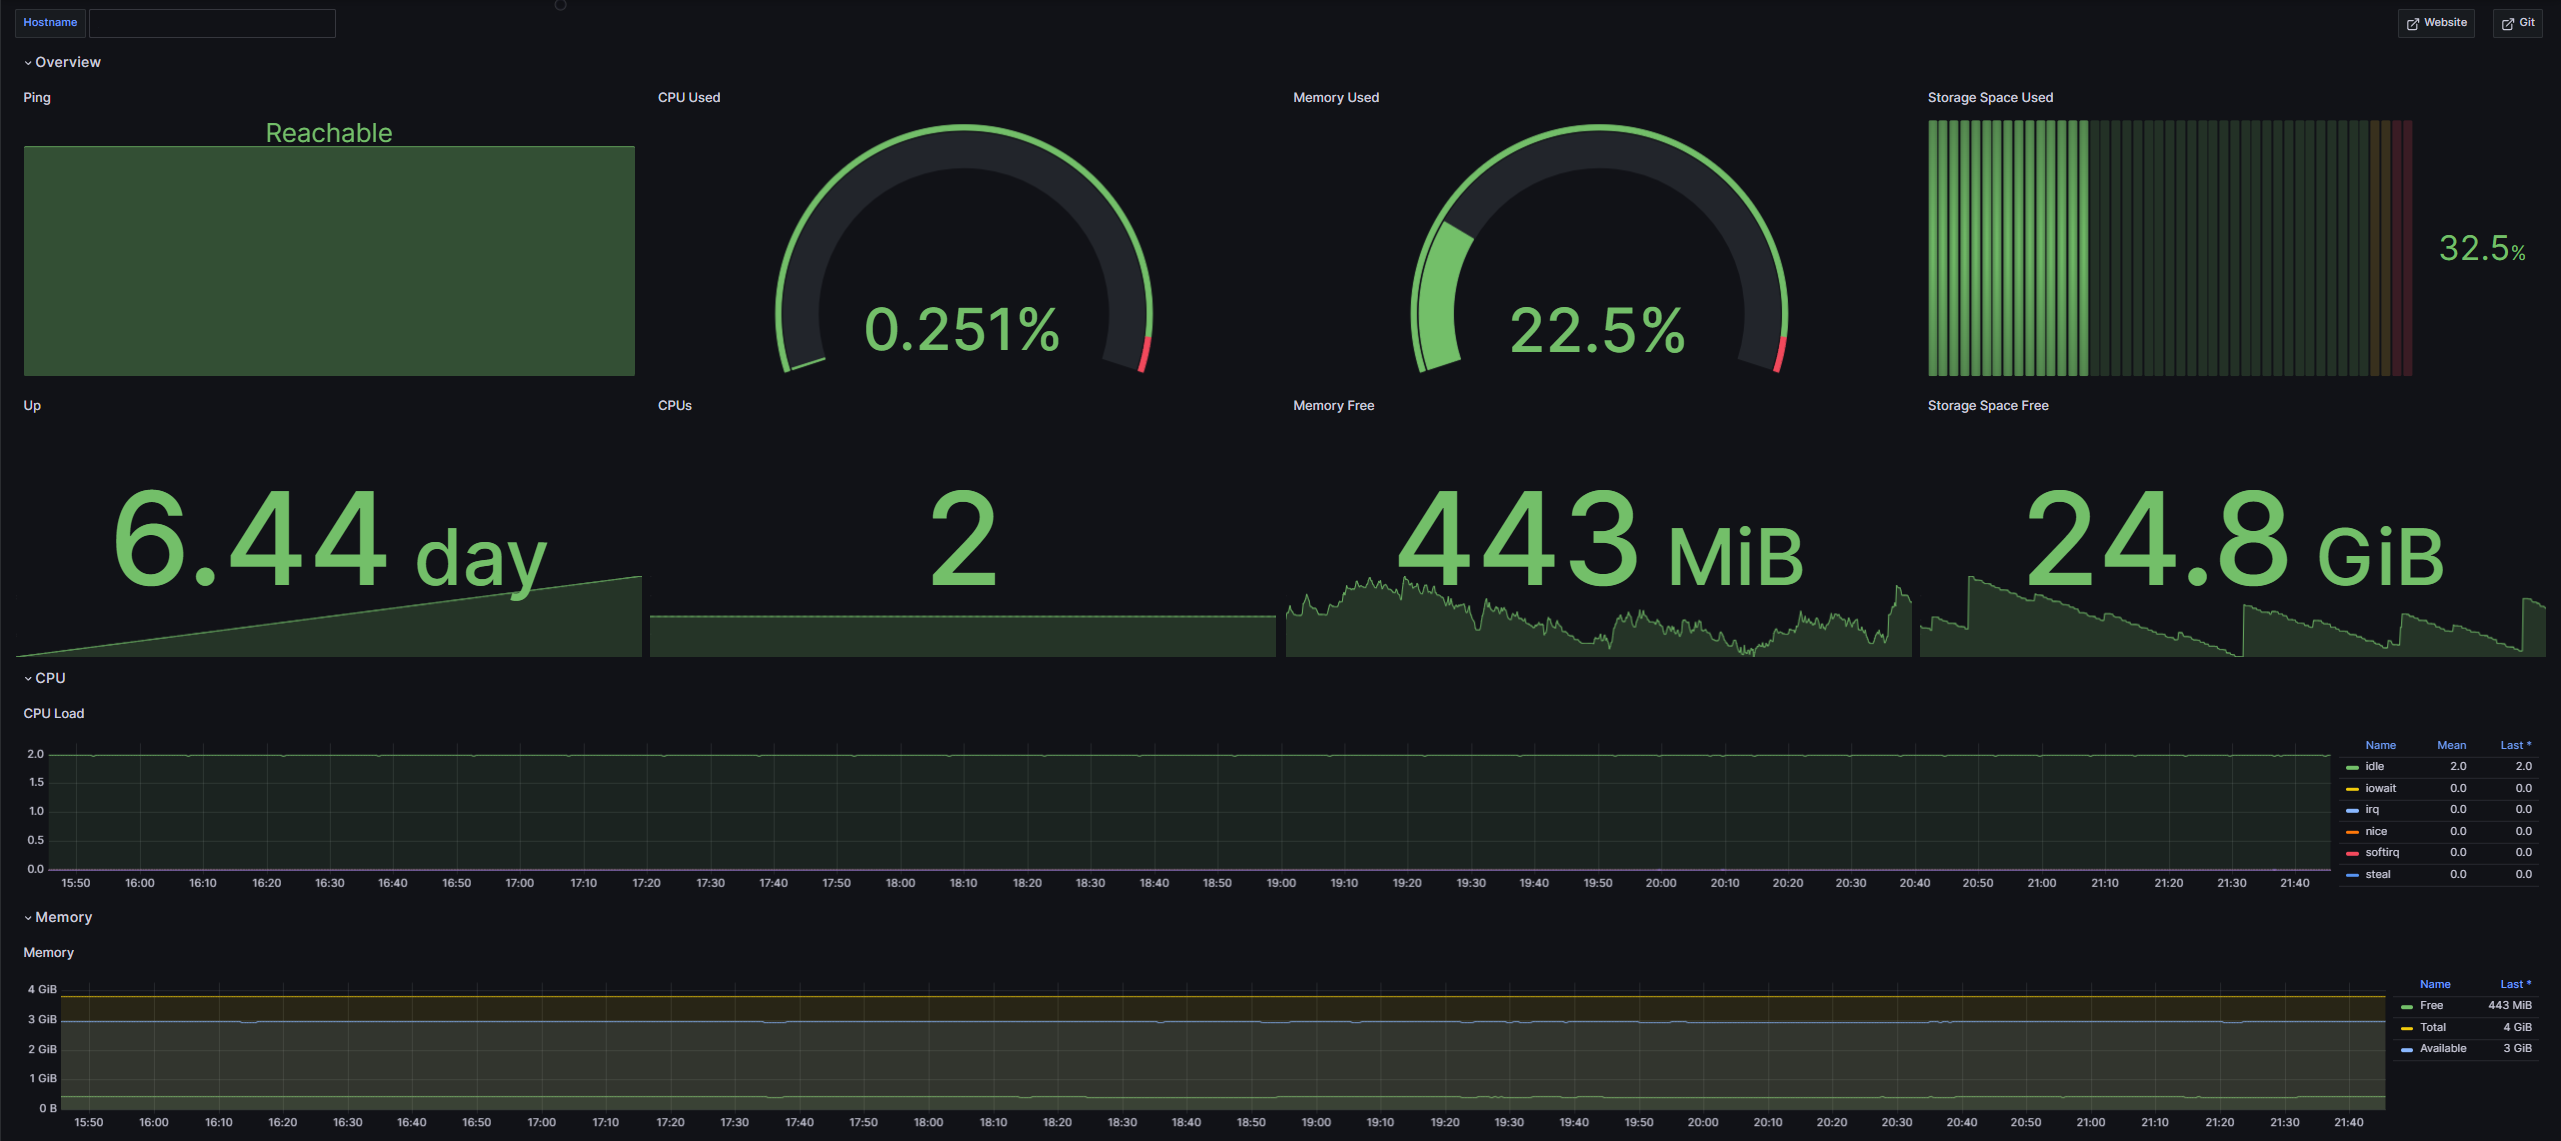 Hostname
Website
Git
Overview
Ping
CPU Used
Memory Used
Storage Space Used
Reachable
0.251%
22.5%
32.5%
Up
CPUs
Memory Free
Storage Space Free
6.44 day
2
443 MiB
24.8 GiB
CPU
CPU Load
2.0
1.5
1.0
0.5
0.0
15:50 16:00 16:10 16:20 16:30 16:40 16:50 17:00 17:10 17:20 17:30 17:40 17:50 18:00 18:10 18:20 18:30 18:40 18:50 19:00 19:10 19:20 19:30 19:40 19:50 20:00 20:10 20:20 20:30 20:40 20:50 21:00 21:10 21:20 21:30 21:40
Name Mean Last *
idle 2.0 2.0
iowait 0.0 0.0
irq 0.0 0.0
nice 0.0 0.0
softirq 0.0 0.0
steal 0.0 0.0
Memory
Memory
4 GiB
3 GiB
2 GiB
1 GiB
0 B
15:50 16:00 16:10 16:20 16:30 16:40 16:50 17:00 17:10 17:20 17:30 17:40 17:50 18:00 18:10 18:20 18:30 18:40 18:50 19:00 19:10 19:20 19:30 19:40 19:50 20:00 20:10 20:20 20:30 20:40 20:50 21:00 21:10 21:20 21:30 21:40
Name Last *
Free 443 MiB
Total 4 GiB
Available 3 GiB